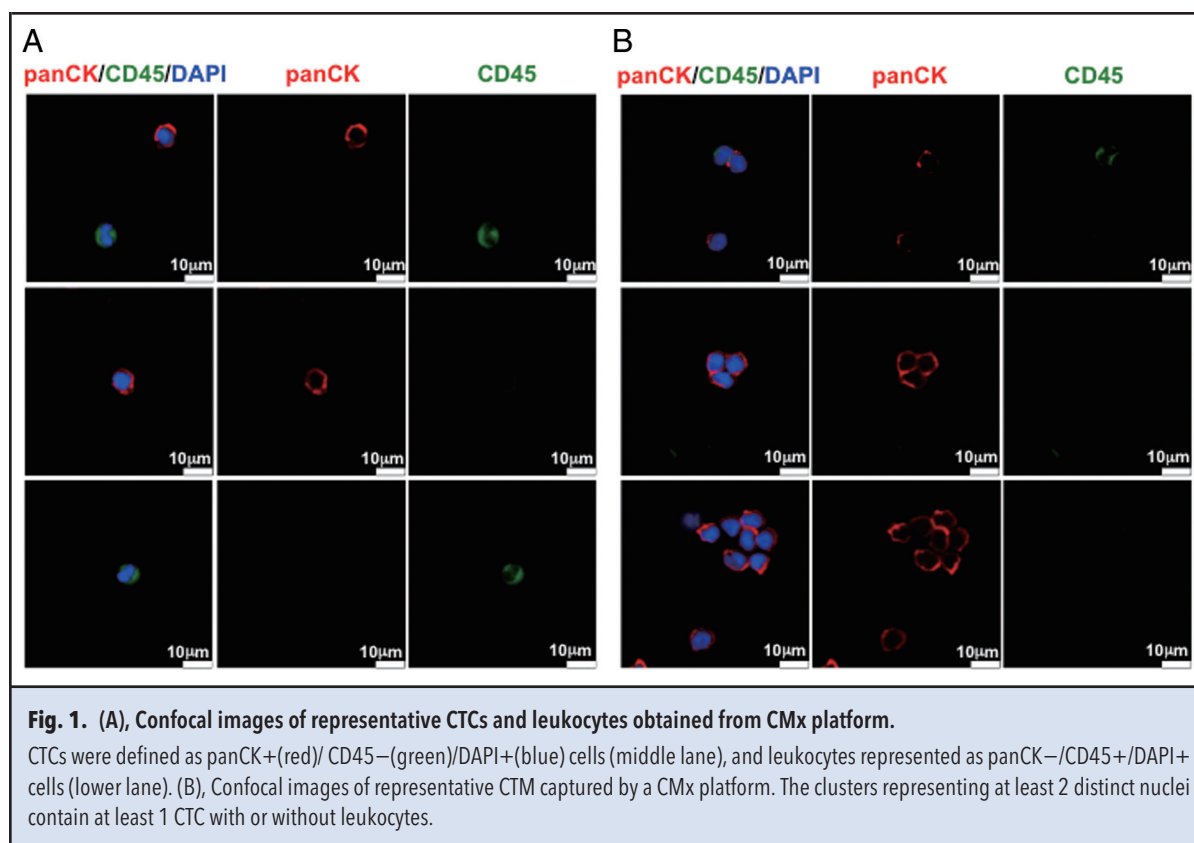 A
B
panCK/CD45/DAPI panCK CD45
panCK/CD45/DAPI panCK CD45
10μm 10μm 10μm
10μm 10μm 10μm
10μm 10μm 10μm
10μm 10μm 10μm
10μm 10μm 10μm
10μm 10μm 10μm
Fig. 1. (A), Confocal images of representative CTCs and leukocytes obtained from CMx platform.
CTCs were defined as panCK+(red)/ CD45−(green)/DAPI+(blue) cells (middle lane), and leukocytes represented as panCK−/CD45+/DAPI+
cells (lower lane). (B), Confocal images of representative CTM captured by a CMx platform. The clusters representing at least 2 distinct nuclei
contain at least 1 CTC with or without leukocytes.